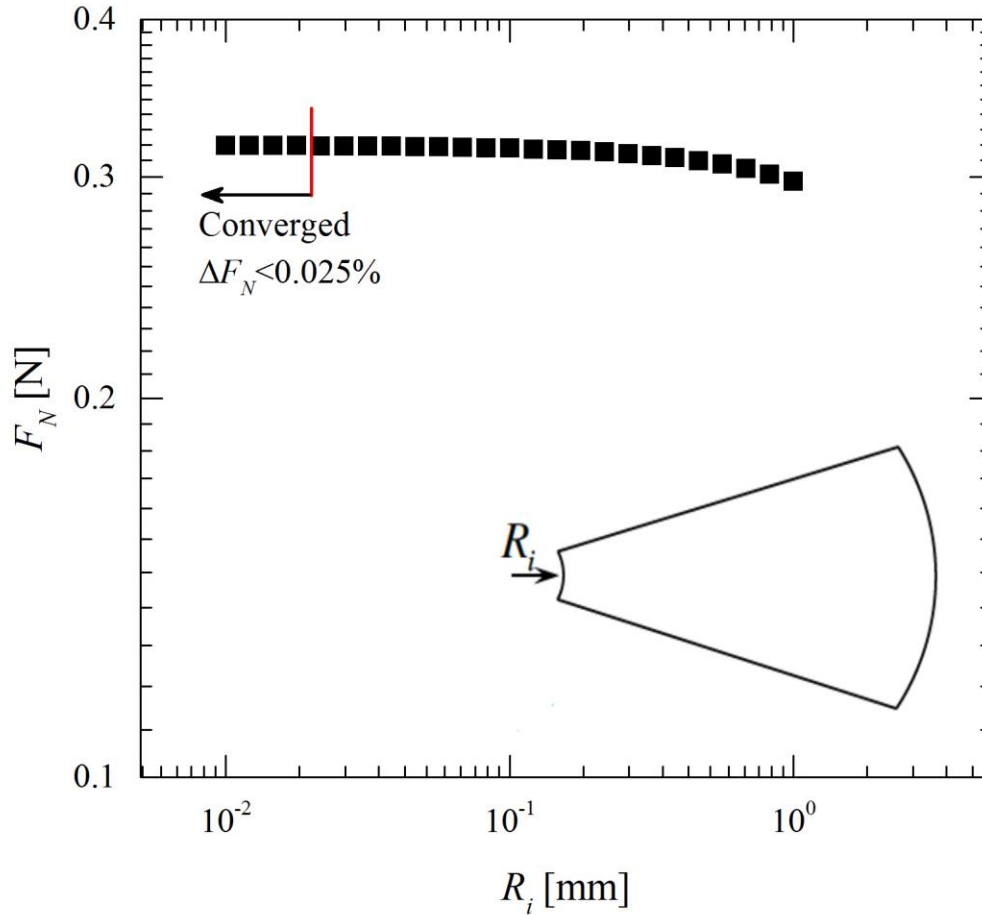 0.4
0.3
Converged
ΔF_N<0.025%
F_N [N]
0.2
R_i
0.1
10^-2
10^-1
10^0
R_i [mm]